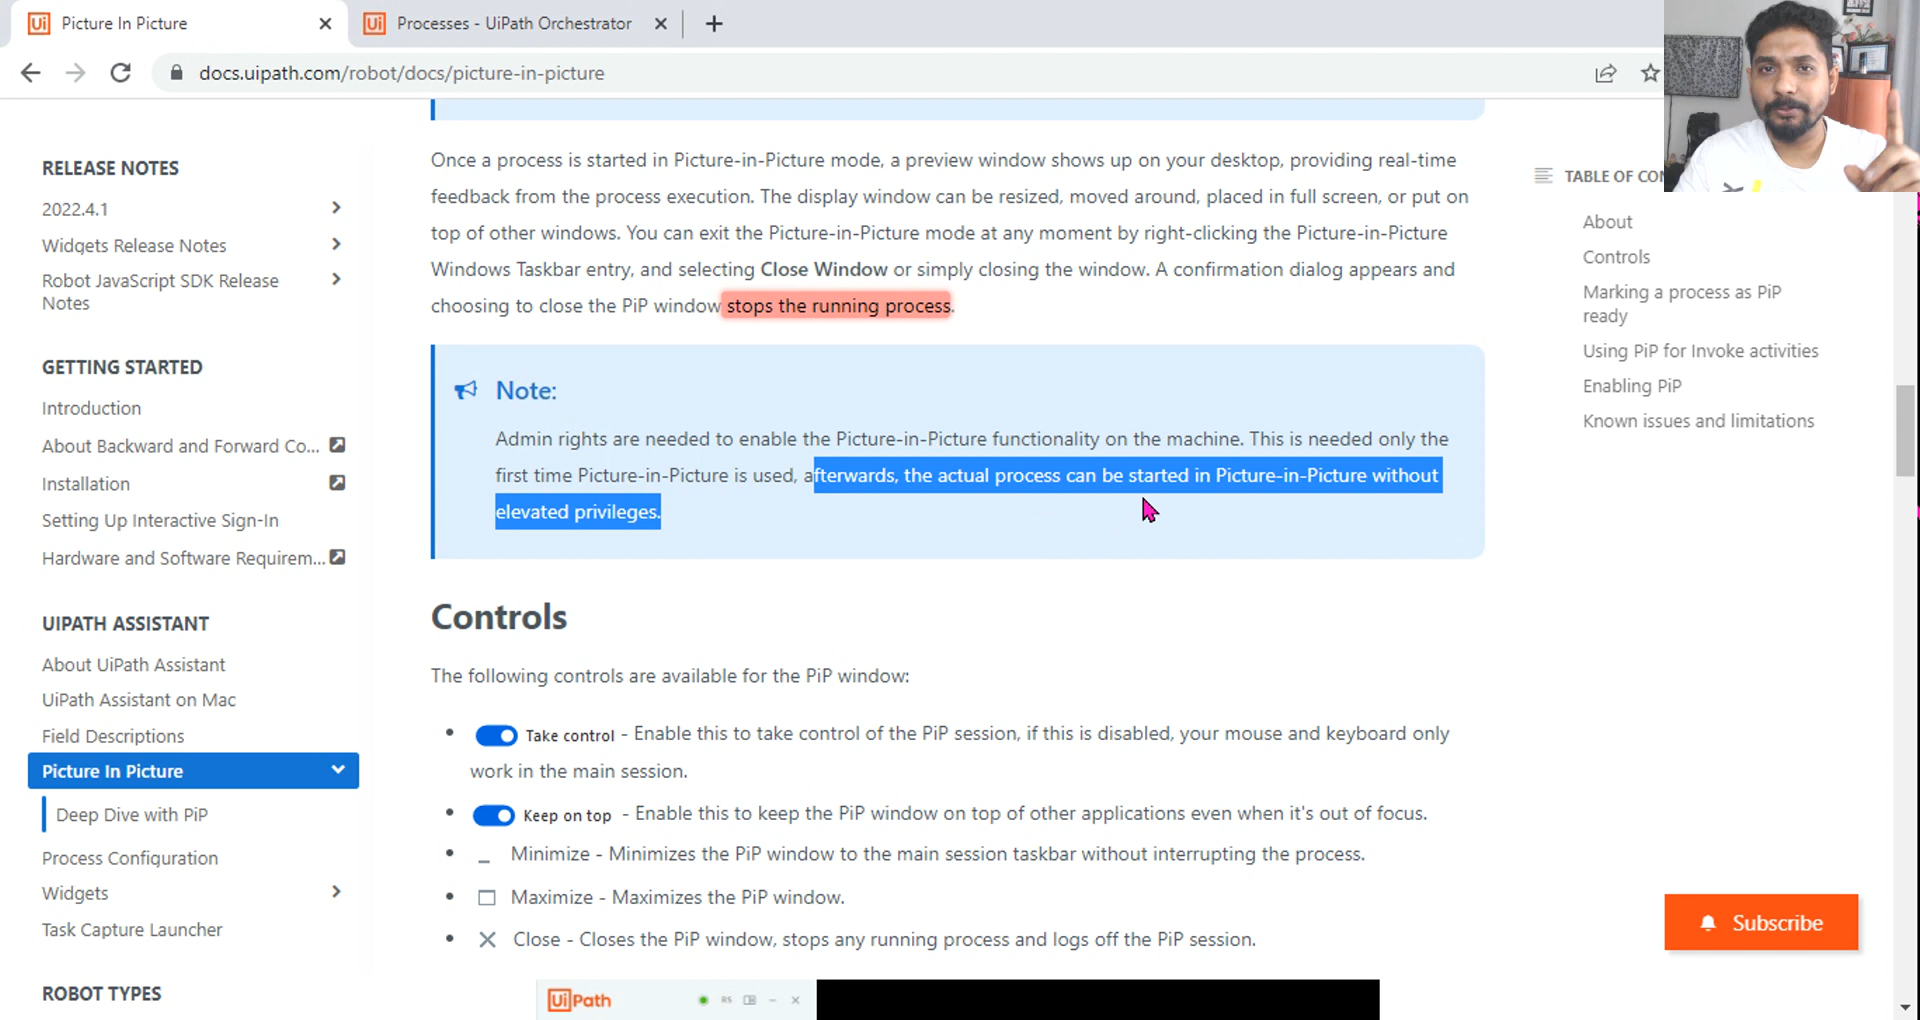 Ui Picture In Picture
Ui Processes - UiPath Orchestrator
docs.uipath.com/robot/docs/picture-in-picture
RELEASE NOTES
2022.4.1
Widgets Release Notes
Robot JavaScript SDK Release
Notes
GETTING STARTED
Introduction
About Backward and Forward Co...
Installation
Setting Up Interactive Sign-In
Hardware and Software Requirem...
UIPATH ASSISTANT
About UiPath Assistant
UiPath Assistant on Mac
Field Descriptions
Picture In Picture
Deep Dive with PiP
Process Configuration
Widgets
Task Capture Launcher
ROBOT TYPES
Once a process is started in Picture-in-Picture mode, a preview window shows up on your desktop, providing real-time
feedback from the process execution. The display window can be resized, moved around, placed in full screen, or put on
top of other windows. You can exit the Picture-in-Picture mode at any moment by right-clicking the Picture-in-Picture
Windows Taskbar entry, and selecting Close Window or simply closing the window. A confirmation dialog appears and
choosing to close the PiP window stops the running process.
Note:
Admin rights are needed to enable the Picture-in-Picture functionality on the machine. This is needed only the
first time Picture-in-Picture is used, afterwards, the actual process can be started in Picture-in-Picture without
elevated privileges.
Controls
The following controls are available for the PiP window:
Take control - Enable this to take control of the PiP session, if this is disabled, your mouse and keyboard only
work in the main session.
Keep on top - Enable this to keep the PiP window on top of other applications even when it's out of focus.
Minimize - Minimizes the PiP window to the main session taskbar without interrupting the process.
Maximize - Maximizes the PiP window.
Close - Closes the PiP window, stops any running process and logs off the PiP session.
UiPath RS
TABLE OF CON
About
Controls
Marking a process as PiP
ready
Using PiP for Invoke activities
Enabling PiP
Known issues and limitations
Subscribe